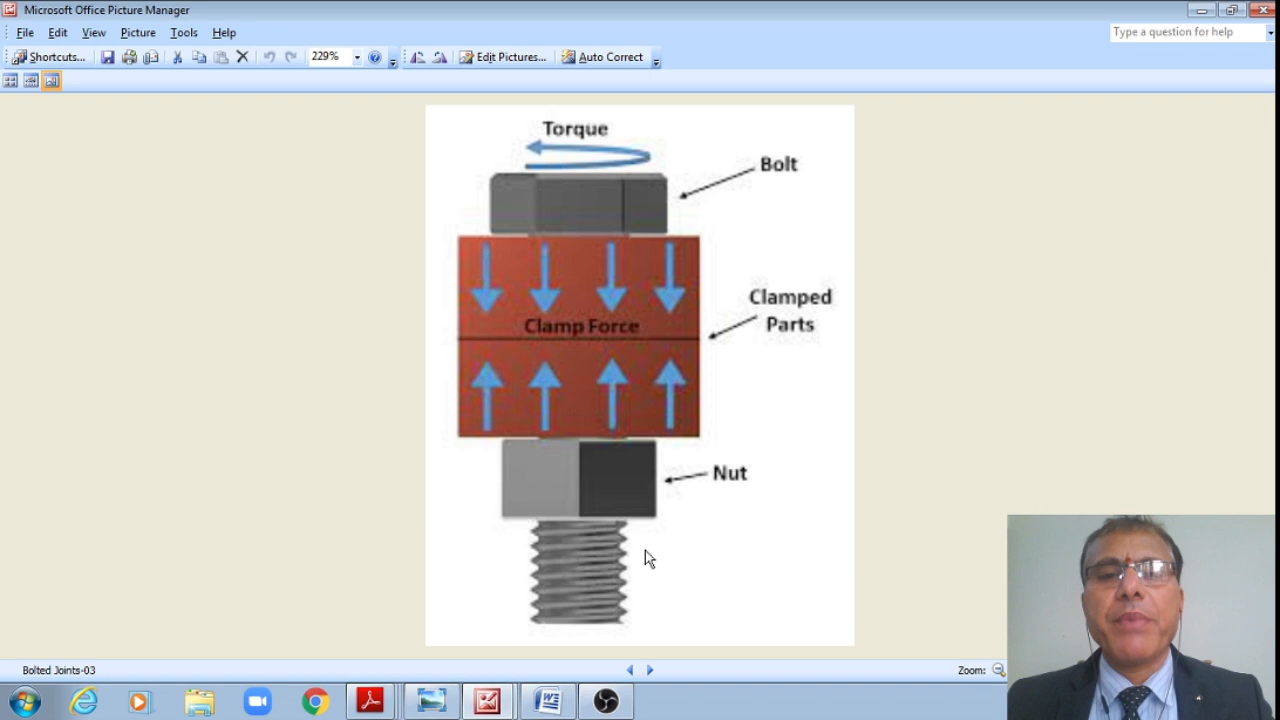 Microsoft Office Picture Manager
File Edit View Picture Tools Help
Type a question for help
Shortcuts...
229%
Edit Pictures...
Auto Correct
Torque
Bolt
Clamped
Parts
Clamp Force
Nut
Bolted Joints-03
Zoom: